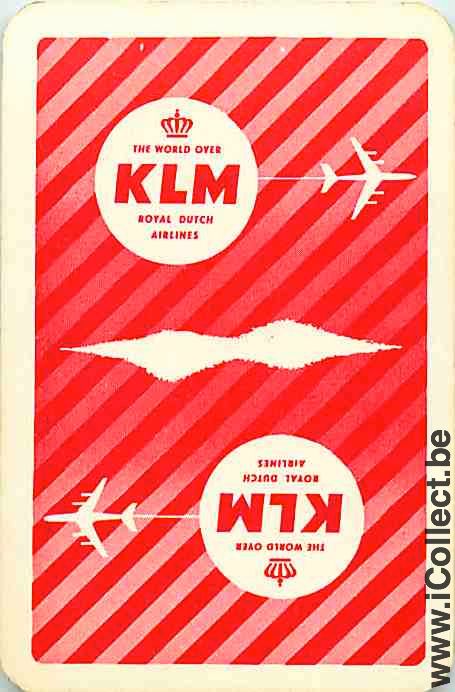 THE WORLD OVER
KLM
ROYAL DUTCH
AIRLINES
THE WORLD OVER
KLM
ROYAL DUTCH
AIRLINES
www.iCollect.be